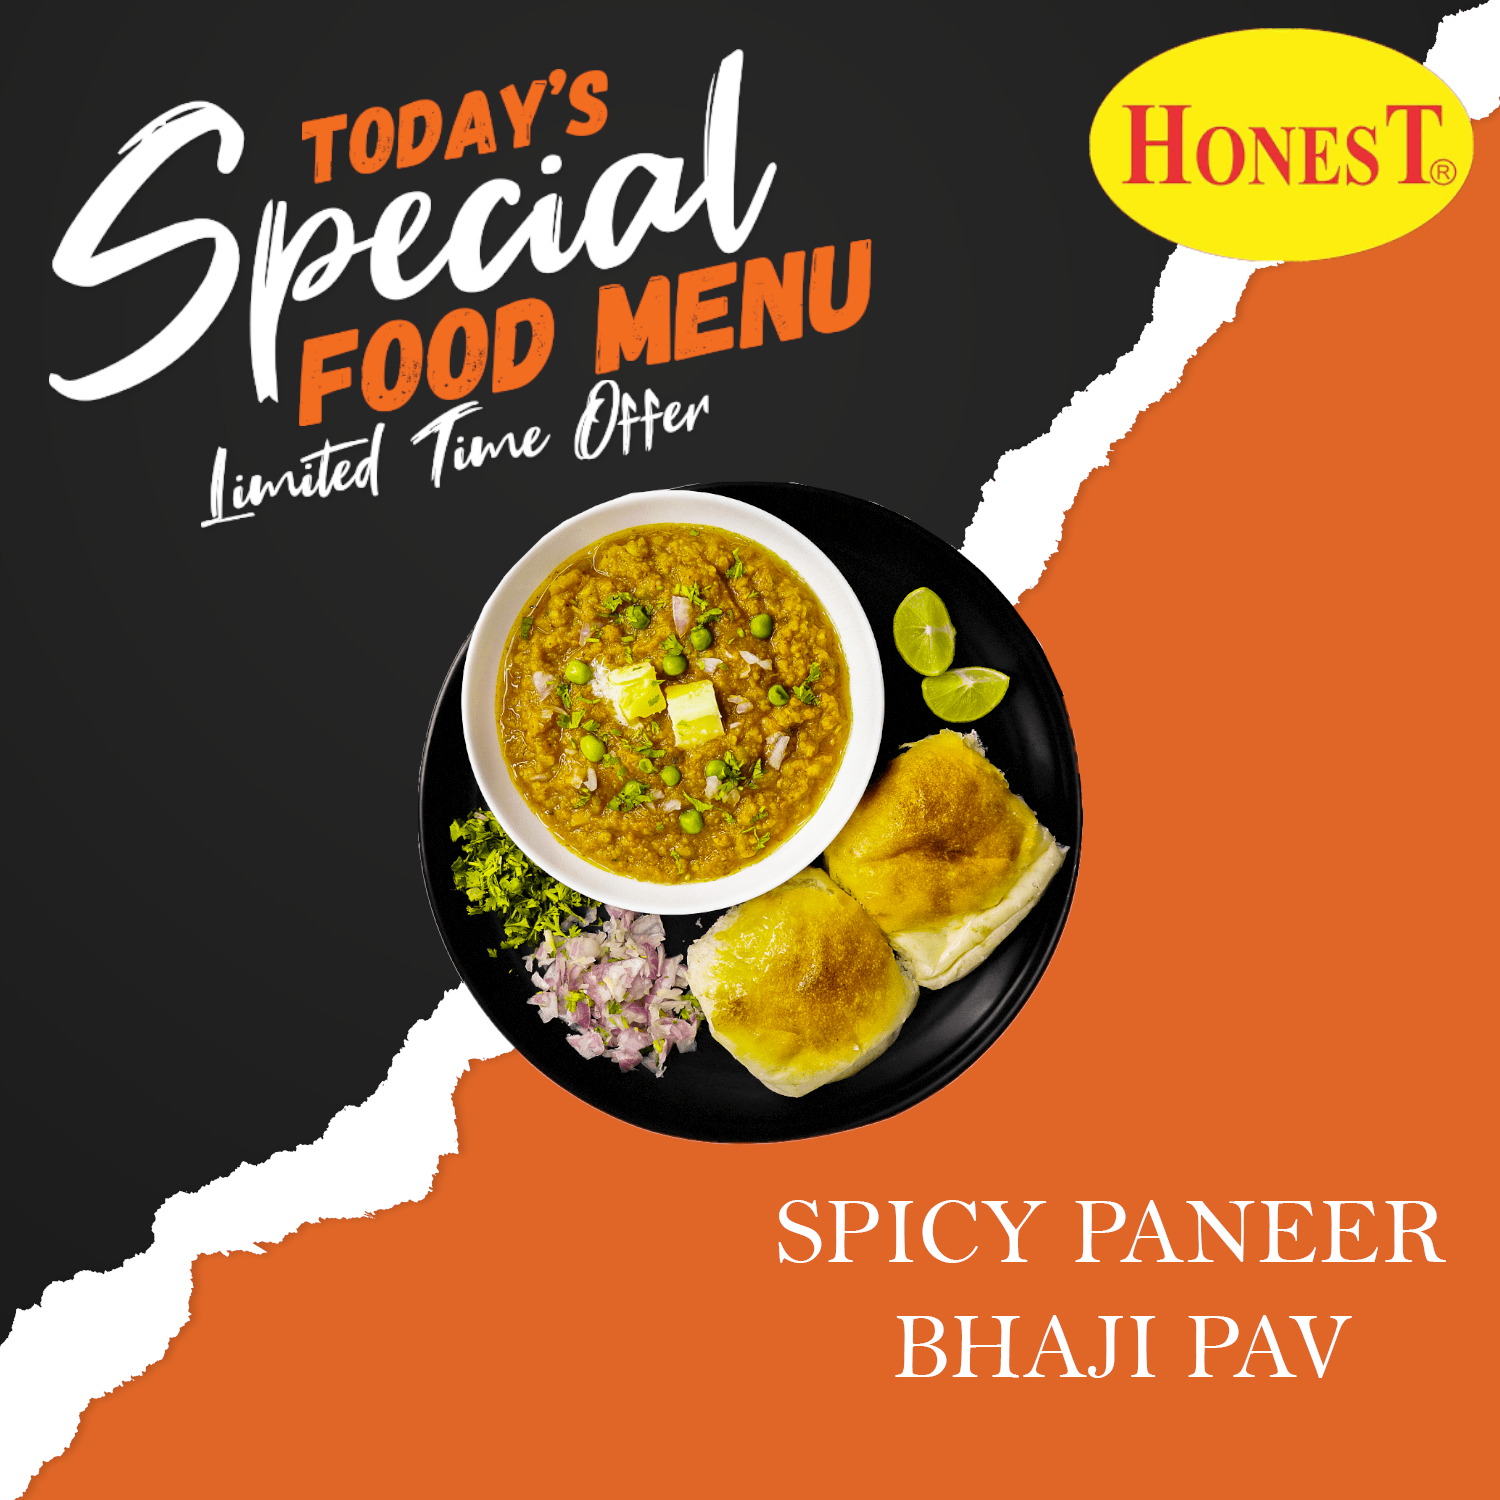 TODAY'S
Special
FOOD MENU
Limited Time Offer
HONEST®
SPICY PANEER
BHAJI PAV